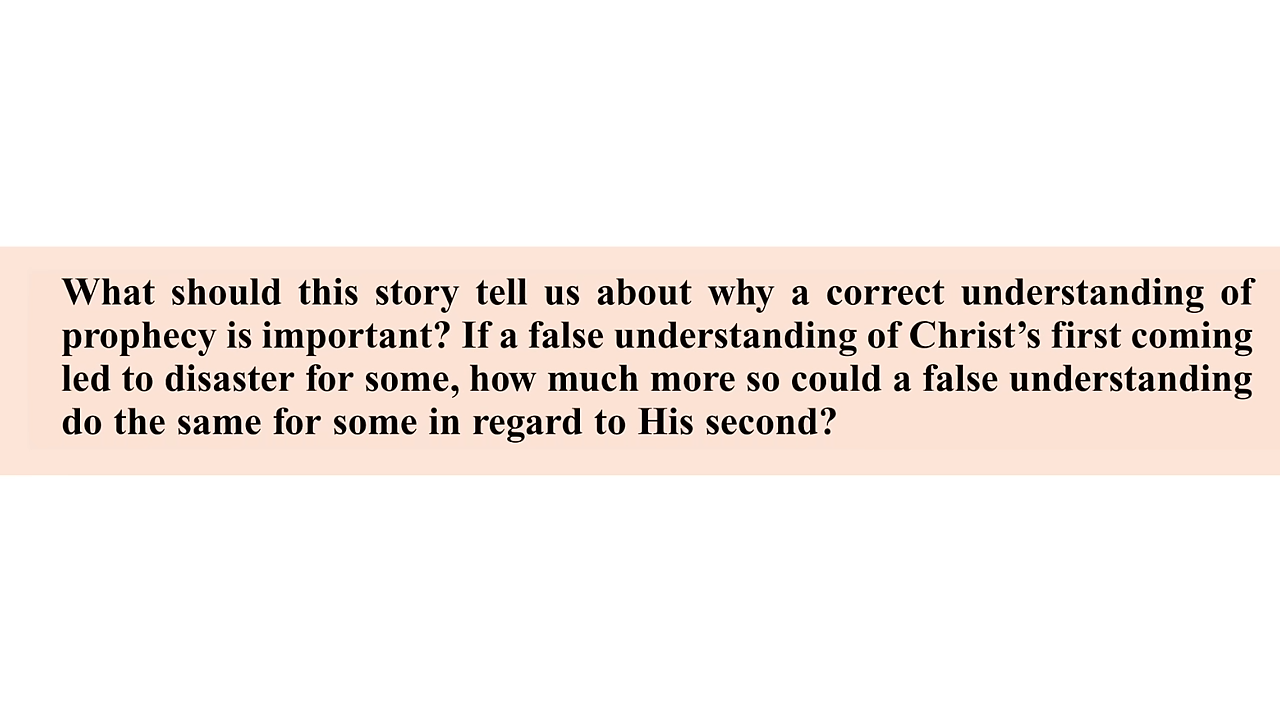 What should this story tell us about why a correct understanding of
prophecy is important? If a false understanding of Christ’s first coming
led to disaster for some, how much more so could a false understanding
do the same for some in regard to His second?